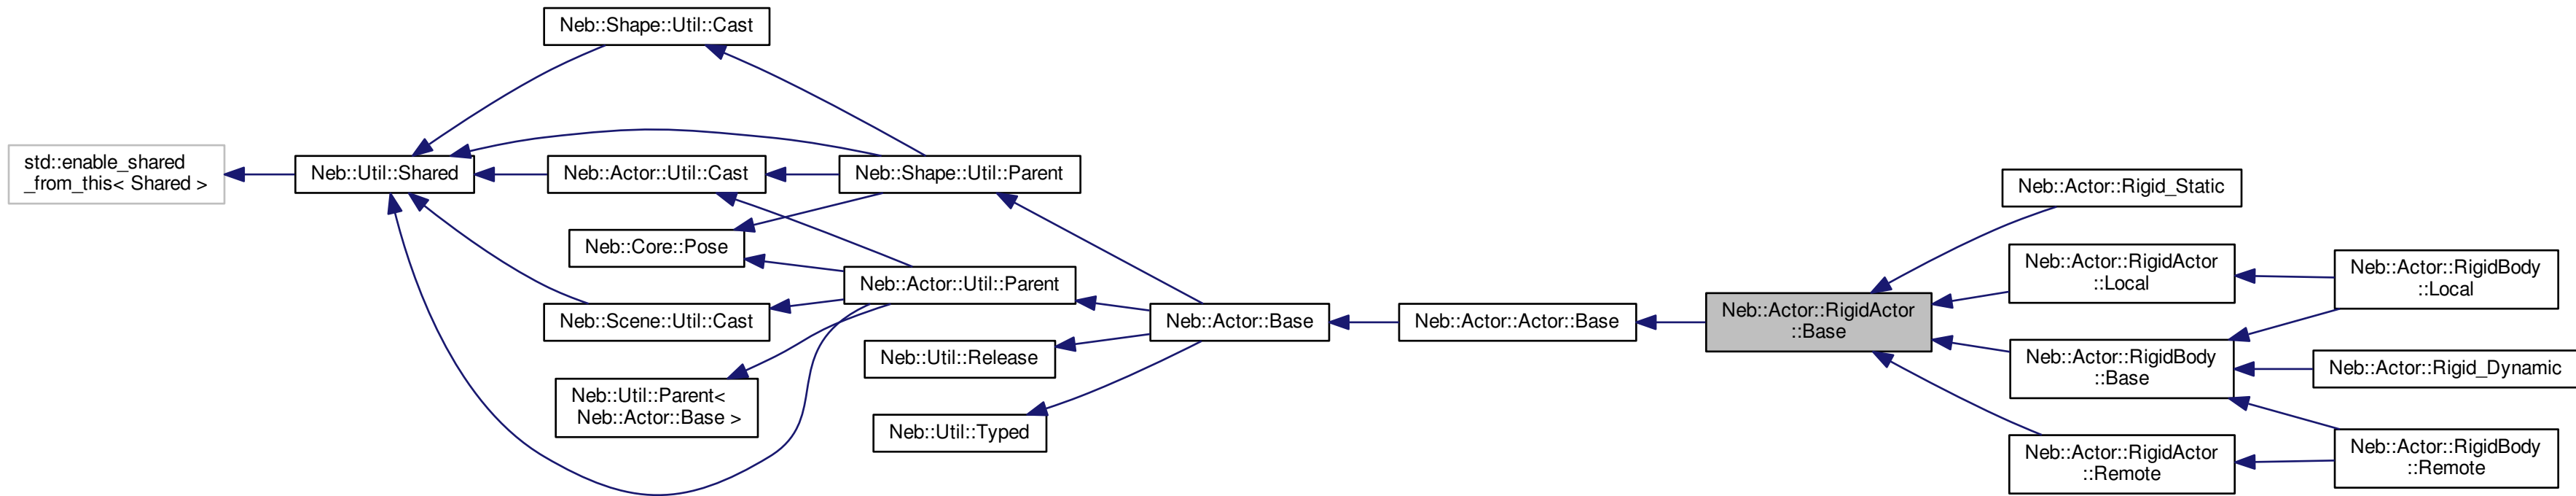 Neb::Shape::Util::Cast
std::enable_shared
_from_this< Shared >
Neb::Util::Shared
Neb::Actor::Util::Cast
Neb::Shape::Util::Parent
Neb::Core::Pose
Neb::Actor::Util::Parent
Neb::Scene::Util::Cast
Neb::Util::Parent<
Neb::Actor::Base >
Neb::Util::Release
Neb::Util::Typed
Neb::Actor::Base
Neb::Actor::Actor::Base
Neb::Actor::RigidActor
::Base
Neb::Actor::Rigid_Static
Neb::Actor::RigidActor
::Local
Neb::Actor::RigidBody
::Base
Neb::Actor::RigidActor
::Remote
Neb::Actor::RigidBody
::Local
Neb::Actor::Rigid_Dynamic
Neb::Actor::RigidBody
::Remote